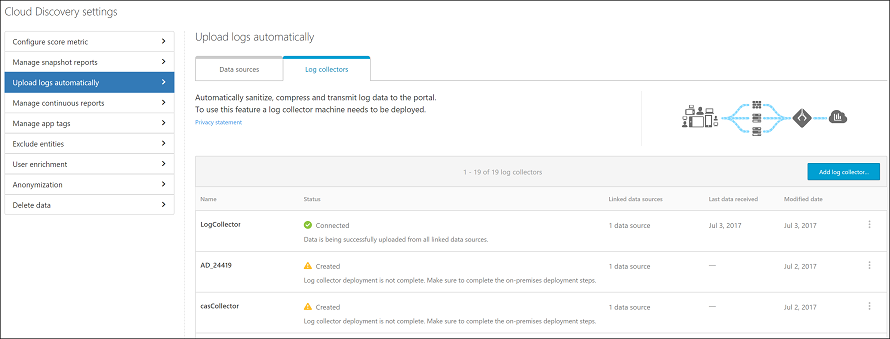 Cloud Discovery settings
Configure score metric
Manage snapshot reports
Upload logs automatically
Manage continuous reports
Manage app tags
Exclude entities
User enrichment
Anonymization
Delete data
Upload logs automatically
Data sources
Log collectors
Automatically sanitize, compress and transmit log data to the portal.
To use this feature a log collector machine needs to be deployed.
Privacy statement
1 - 19 of 19 log collectors
Add log collector...
Name Status Linked data sources Last data received Modified date
LogCollector Connected 1 data source Jul 3, 2017 Jul 3, 2017
Data is being successfully uploaded from all linked data sources.
AD_24419 Created 1 data source — Jul 2, 2017
Log collector deployment is not complete. Make sure to complete the on-premises deployment steps.
casCollector Created 1 data source — Jul 2, 2017
Log collector deployment is not complete. Make sure to complete the on-premises deployment steps.